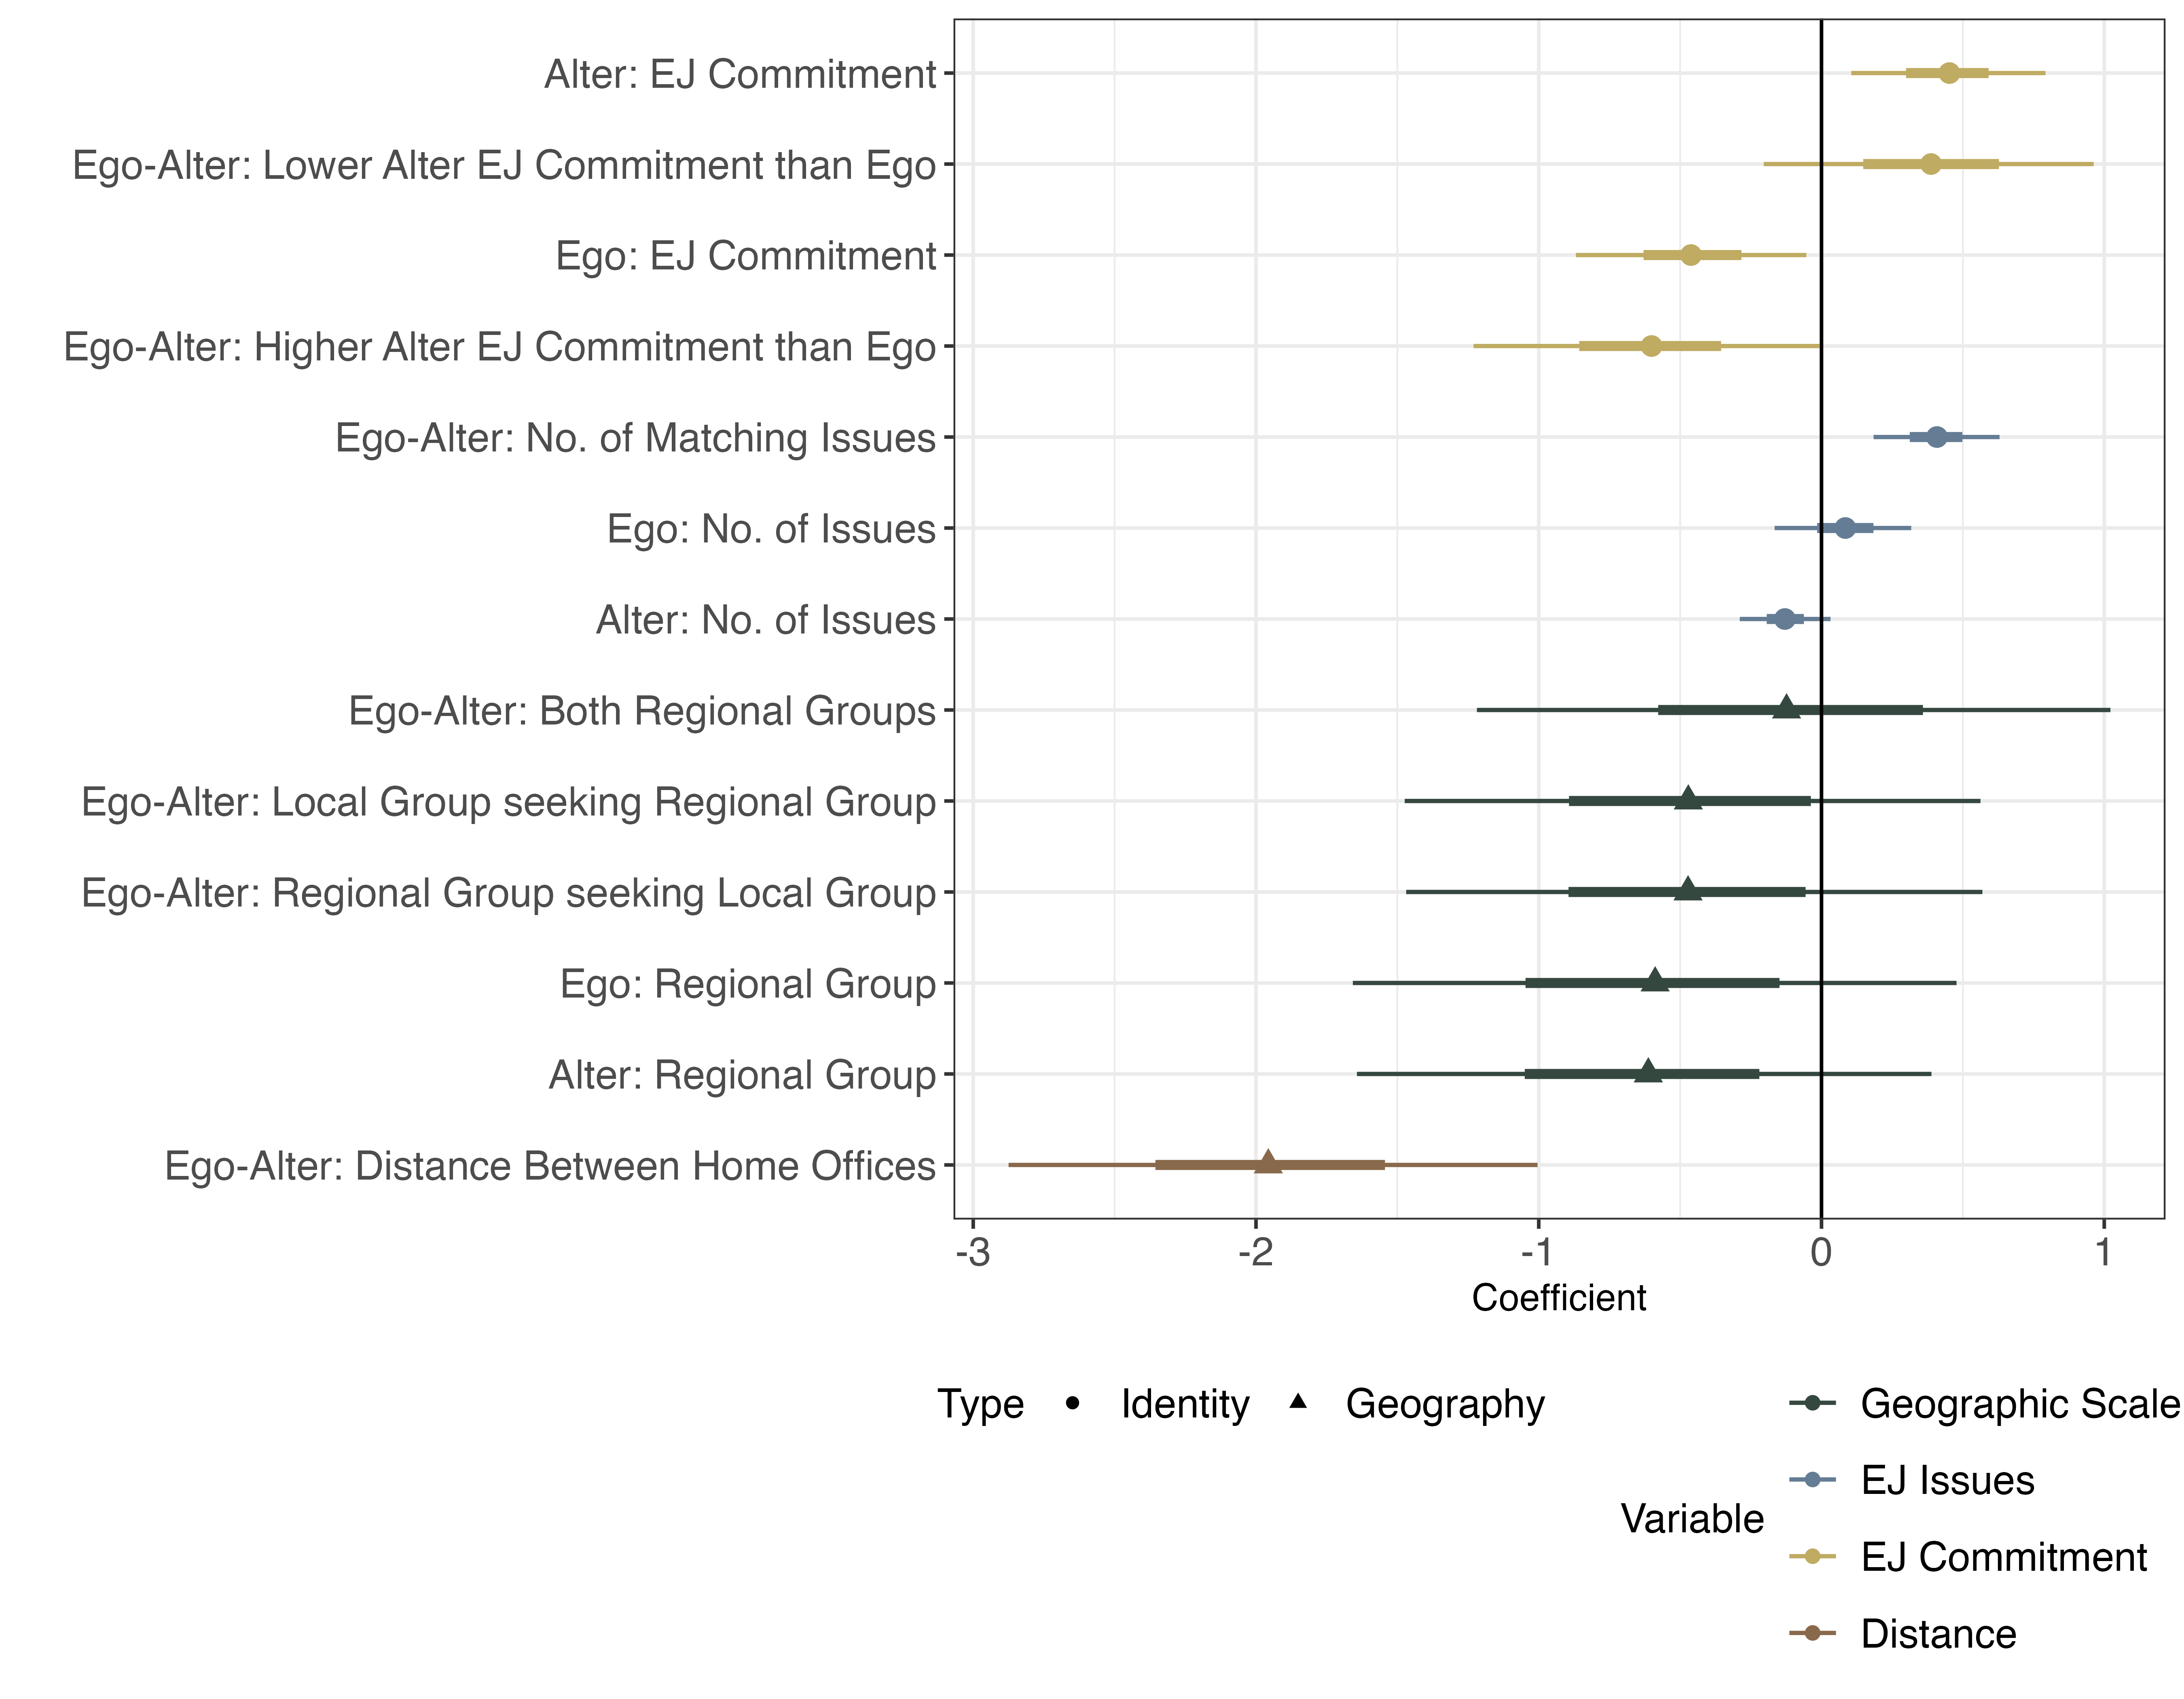 Alter: EJ Commitment
Ego-Alter: Lower Alter EJ Commitment than Ego
Ego: EJ Commitment
Ego-Alter: Higher Alter EJ Commitment than Ego
Ego-Alter: No. of Matching Issues
Ego: No. of Issues
Alter: No. of Issues
Ego-Alter: Both Regional Groups
Ego-Alter: Local Group seeking Regional Group
Ego-Alter: Regional Group seeking Local Group
Ego: Regional Group
Alter: Regional Group
Ego-Alter: Distance Between Home Offices
-3 -2 -1 0 1
Coefficient
Type Identity Geography
Variable
Geographic Scale
EJ Issues
EJ Commitment
Distance